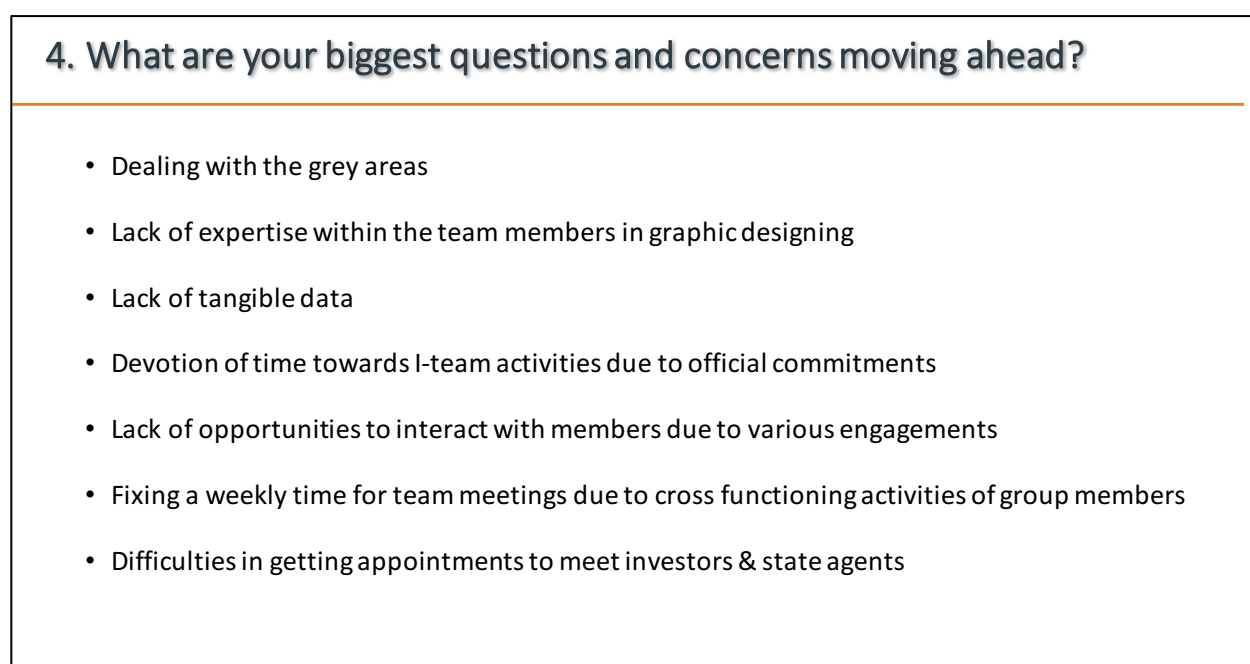 4. What are your biggest questions and concerns moving ahead?
• Dealing with the grey areas
• Lack of expertise within the team members in graphic designing
• Lack of tangible data
• Devotion of time towards I-team activities due to official commitments
• Lack of opportunities to interact with members due to various engagements
• Fixing a weekly time for team meetings due to cross functioning activities of group members
• Difficulties in getting appointments to meet investors & state agents